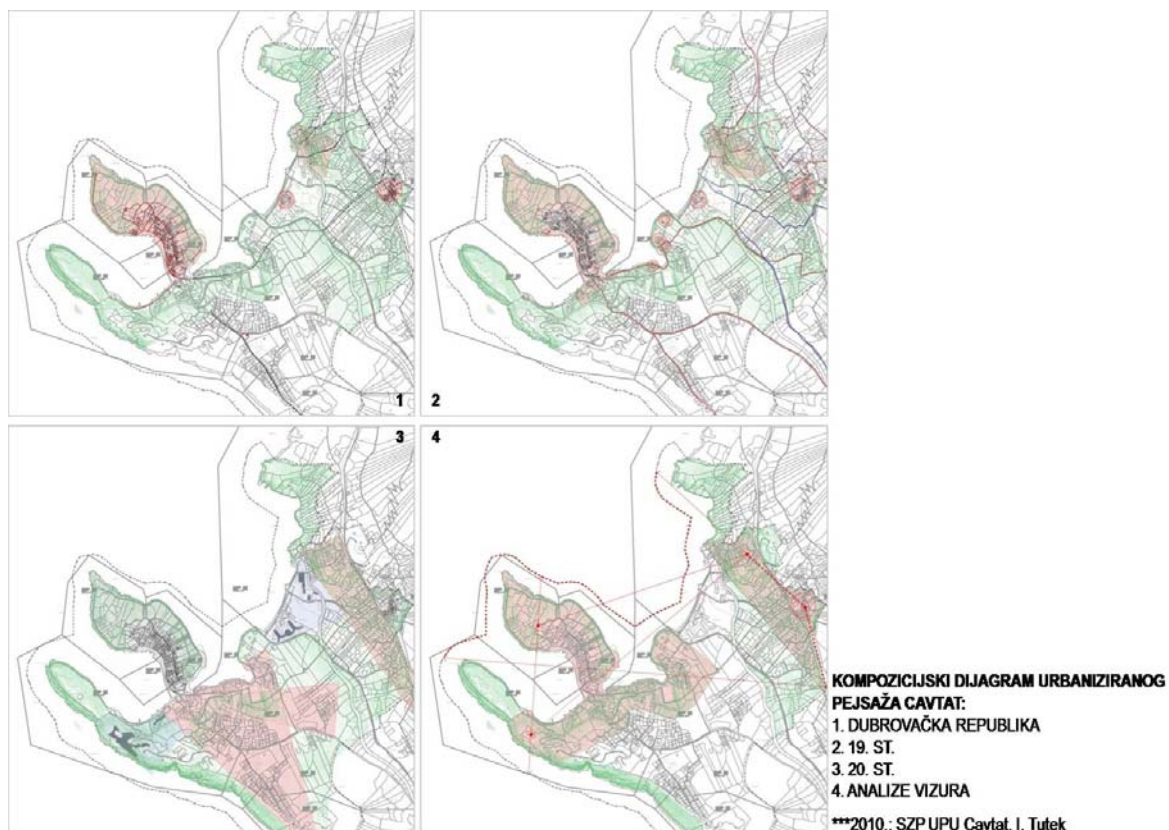 1
2
3
4
KOMPOZICIJSKI DIJAGRAM URBANIZIRANOG
PEJSAŽA CAVTAT:
1. DUBROVAČKA REPUBLIKA
2. 19. ST.
3. 20. ST.
4. ANALIZE VIZURA
***2010.: SZP UPU Cavtat, I. Tutek